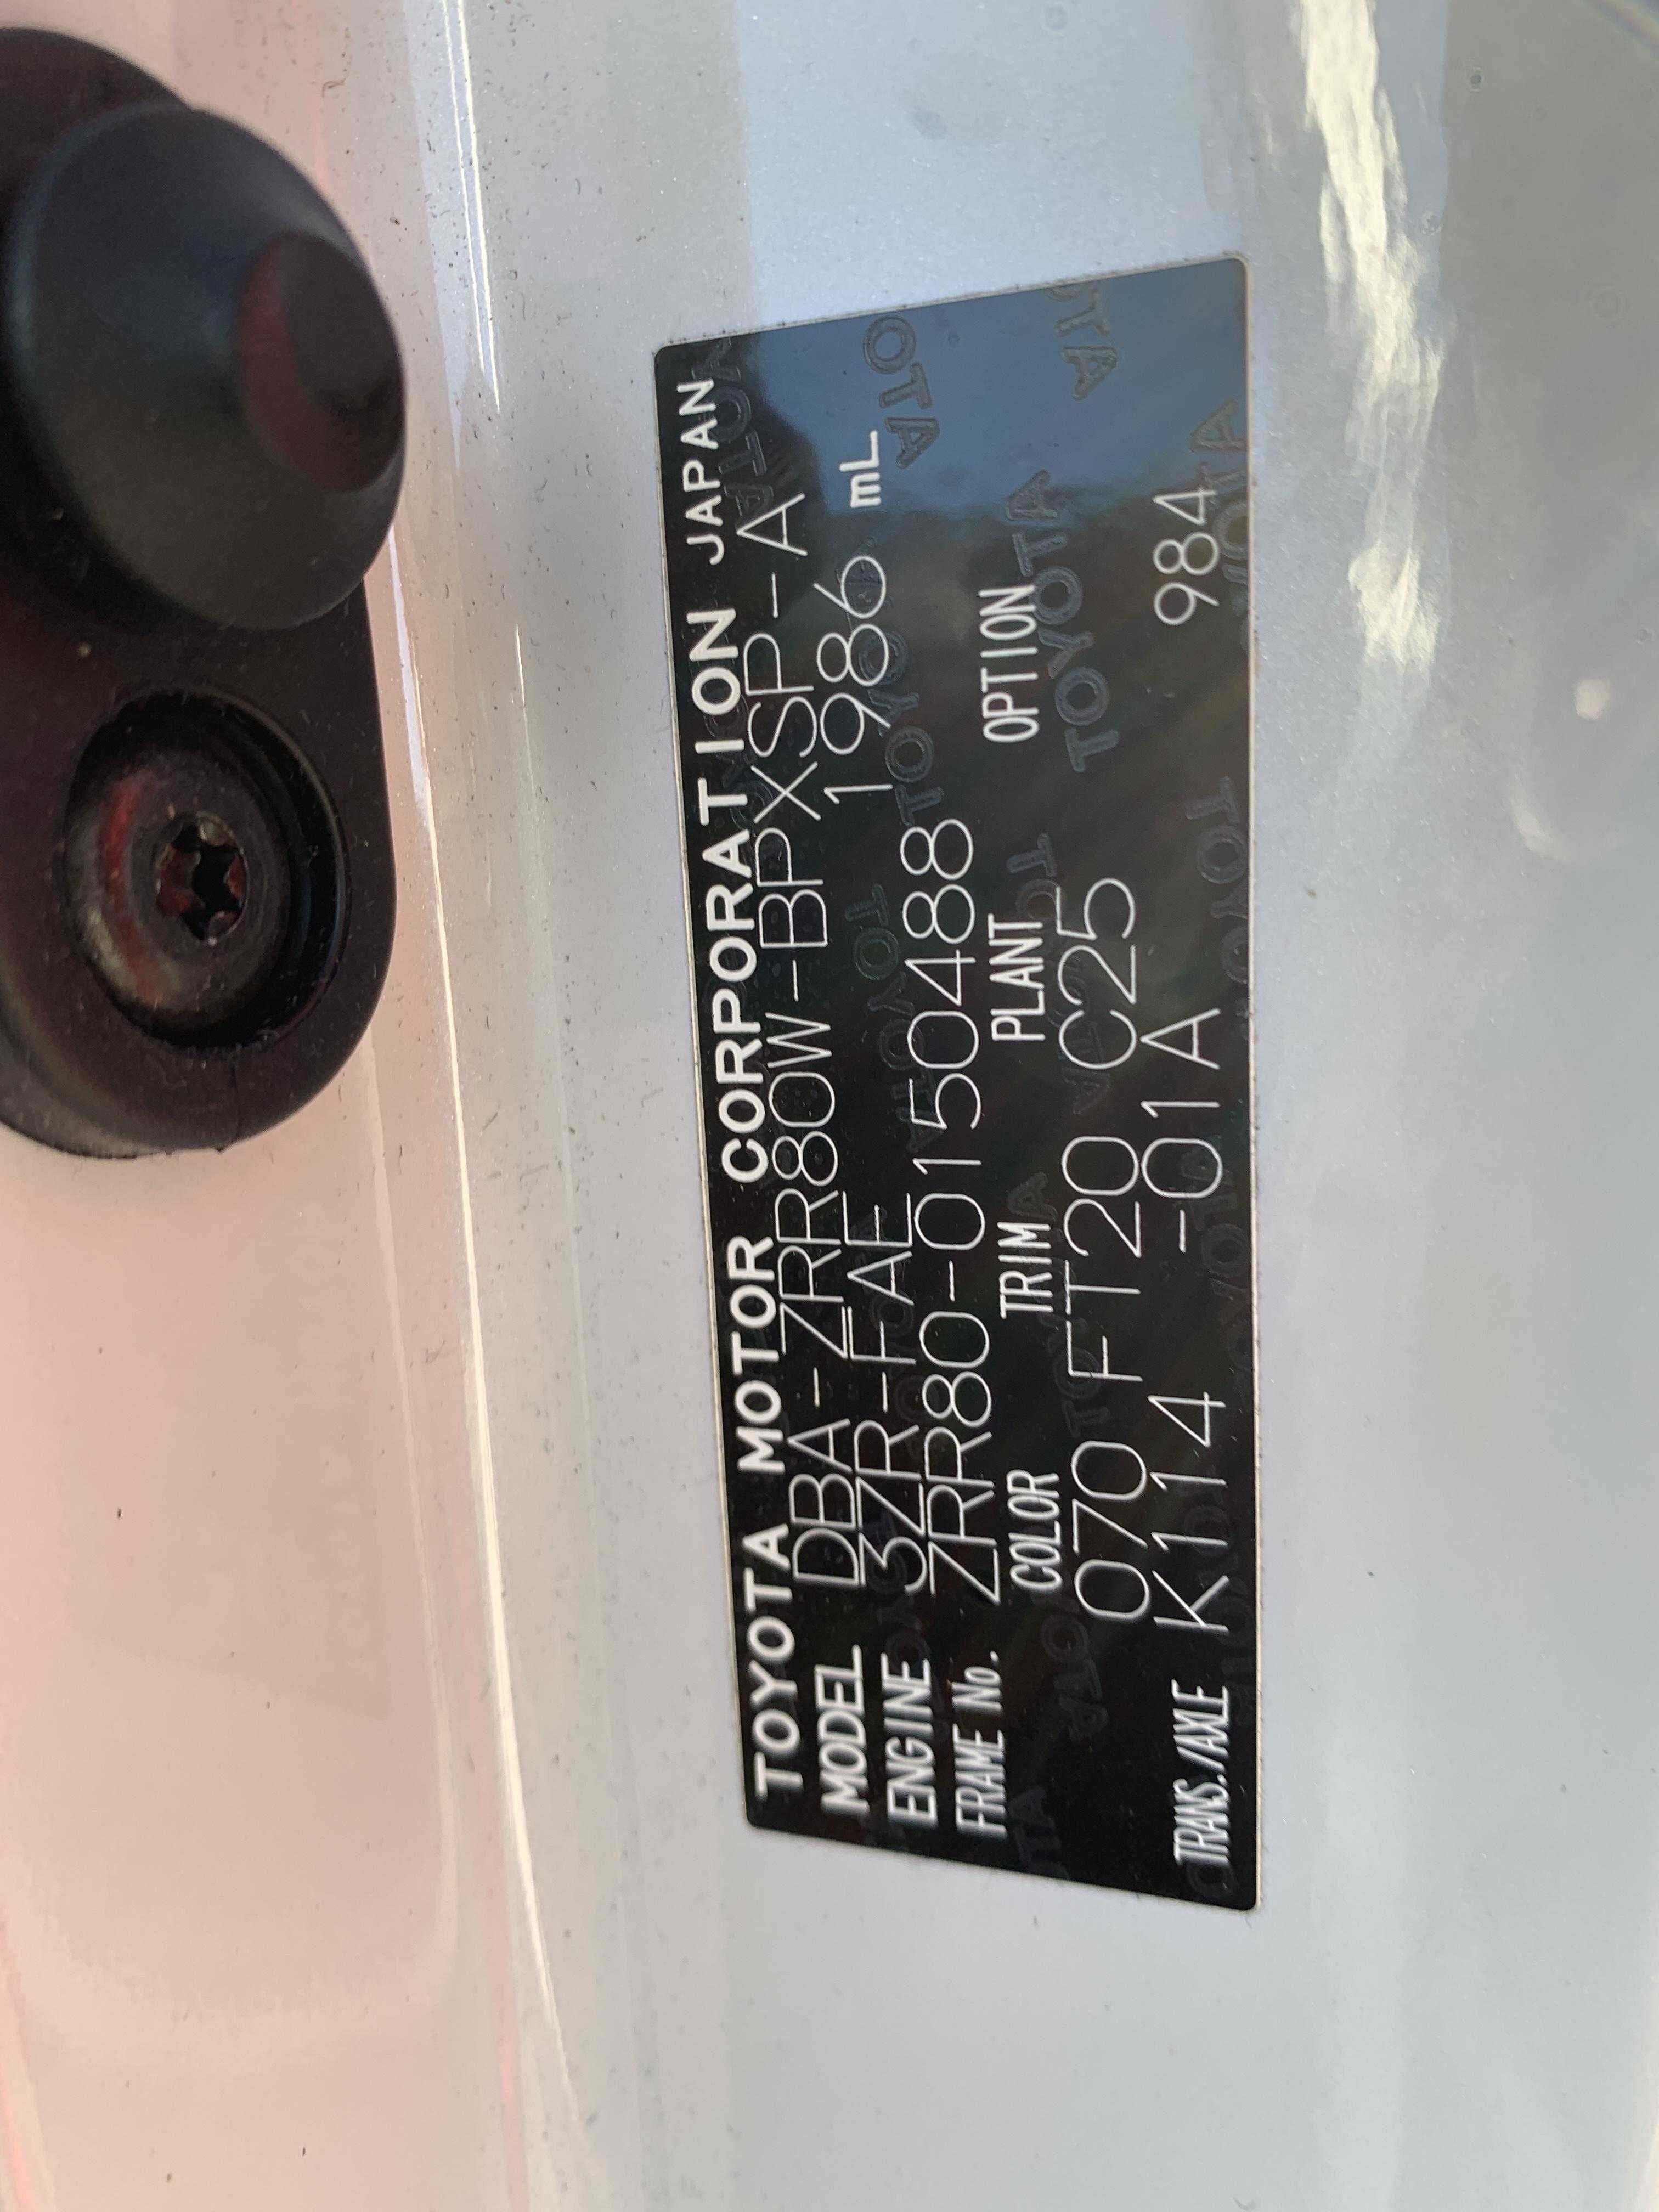 TOYOTA MOTOR CORPORATION JAPAN
MODEL DBA-ZRR80W-BPXSP-A
ENGINE 3ZR-FAE 1986 mL
FRAME No. ZRR80-0150488
COLOR TRIM PLANT OPTION
070 FT20 C25
TRANS./AXLE K114 -01A 984